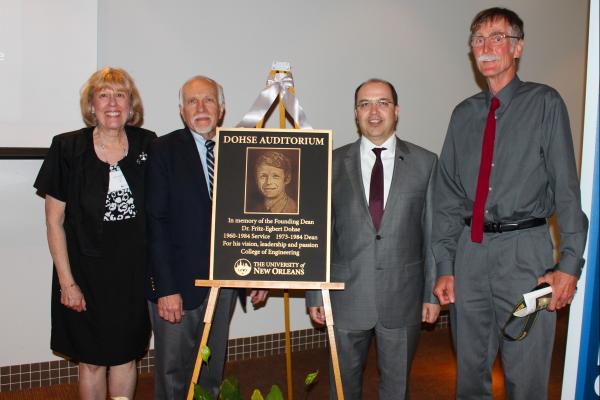 DOHSE AUDITORIUM
In memory of the Founding Dean
Dr. Fritz-Egbert Dohse
1960-1984 Service 1973-1984 Dean
For his vision, leadership and passion
College of Engineering
THE UNIVERSITY of
NEW ORLEANS